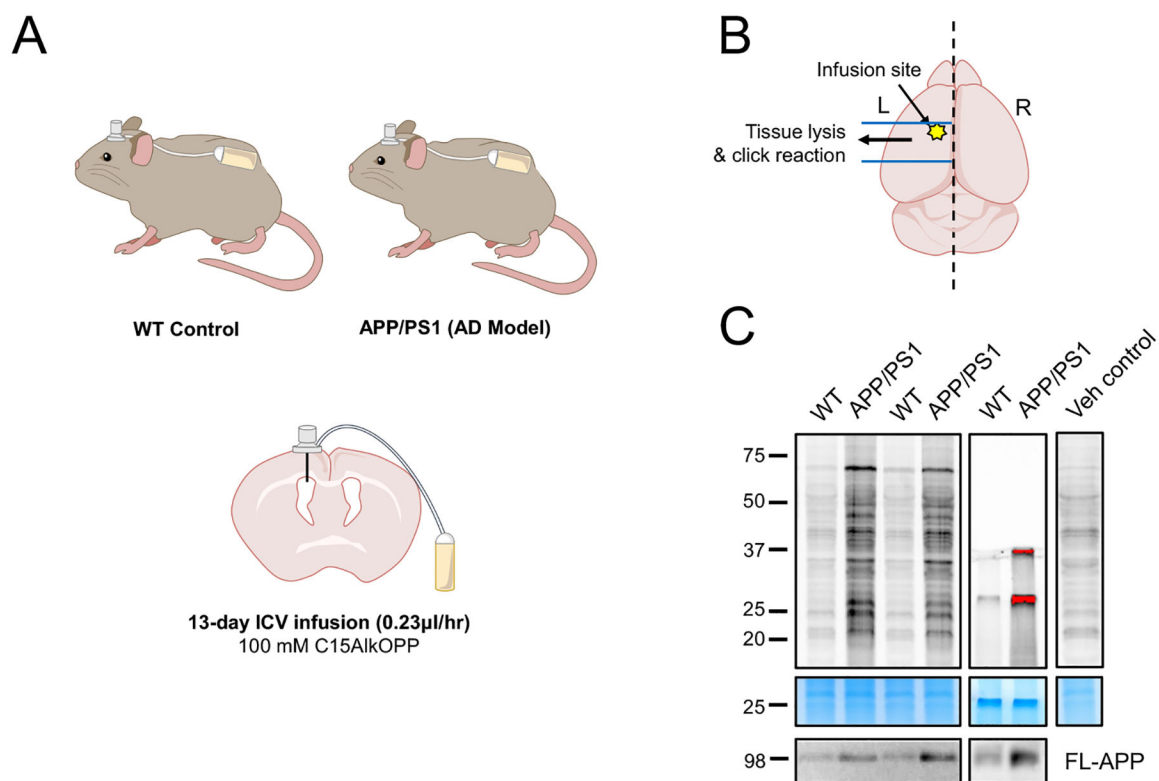 A
WT Control
APP/PS1 (AD Model)
13-day ICV infusion (0.23µl/hr)
100 mM C15AlkOPP
B
Infusion site
L
R
Tissue lysis
& click reaction
C
WT
APP/PS1
WT
APP/PS1
WT
APP/PS1
Veh control
75
50
37
25
20
25
98
FL-APP